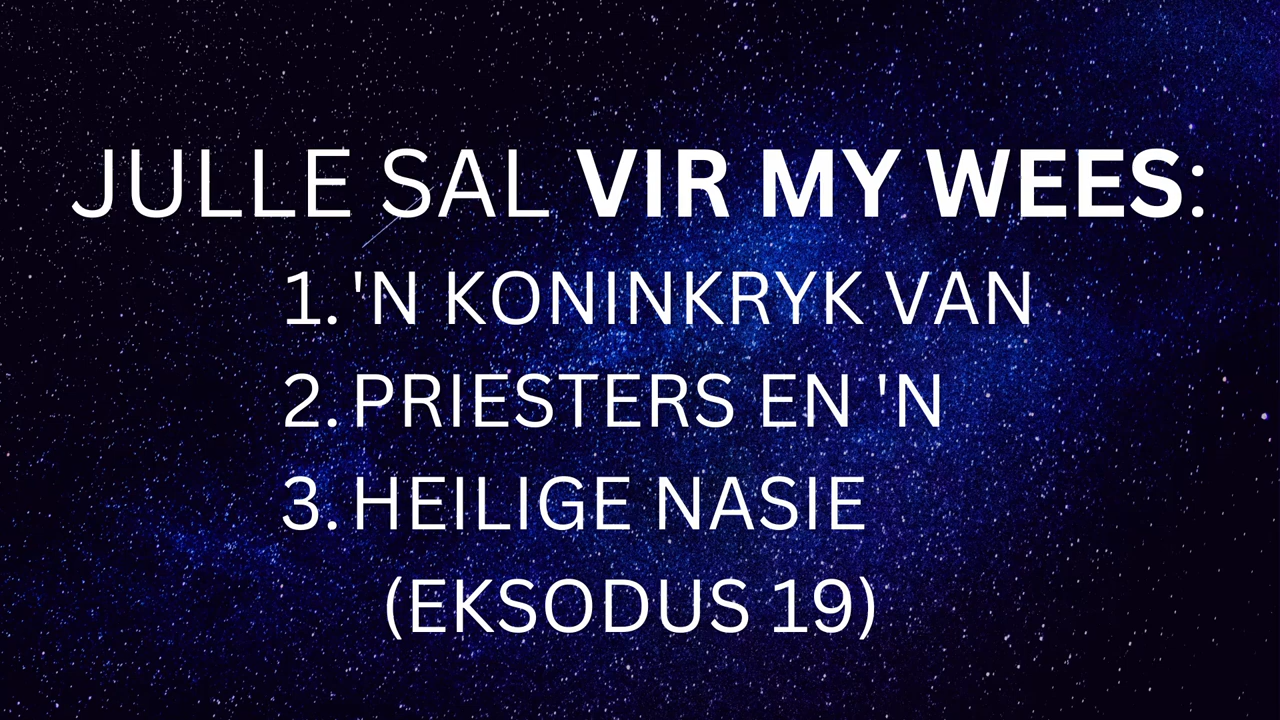 JULLE SAL VIR MY WEES:
1. 'N KONINKRYK VAN
2. PRIESTERS EN 'N
3. HEILIGE NASIE
(EKSODUS 19)